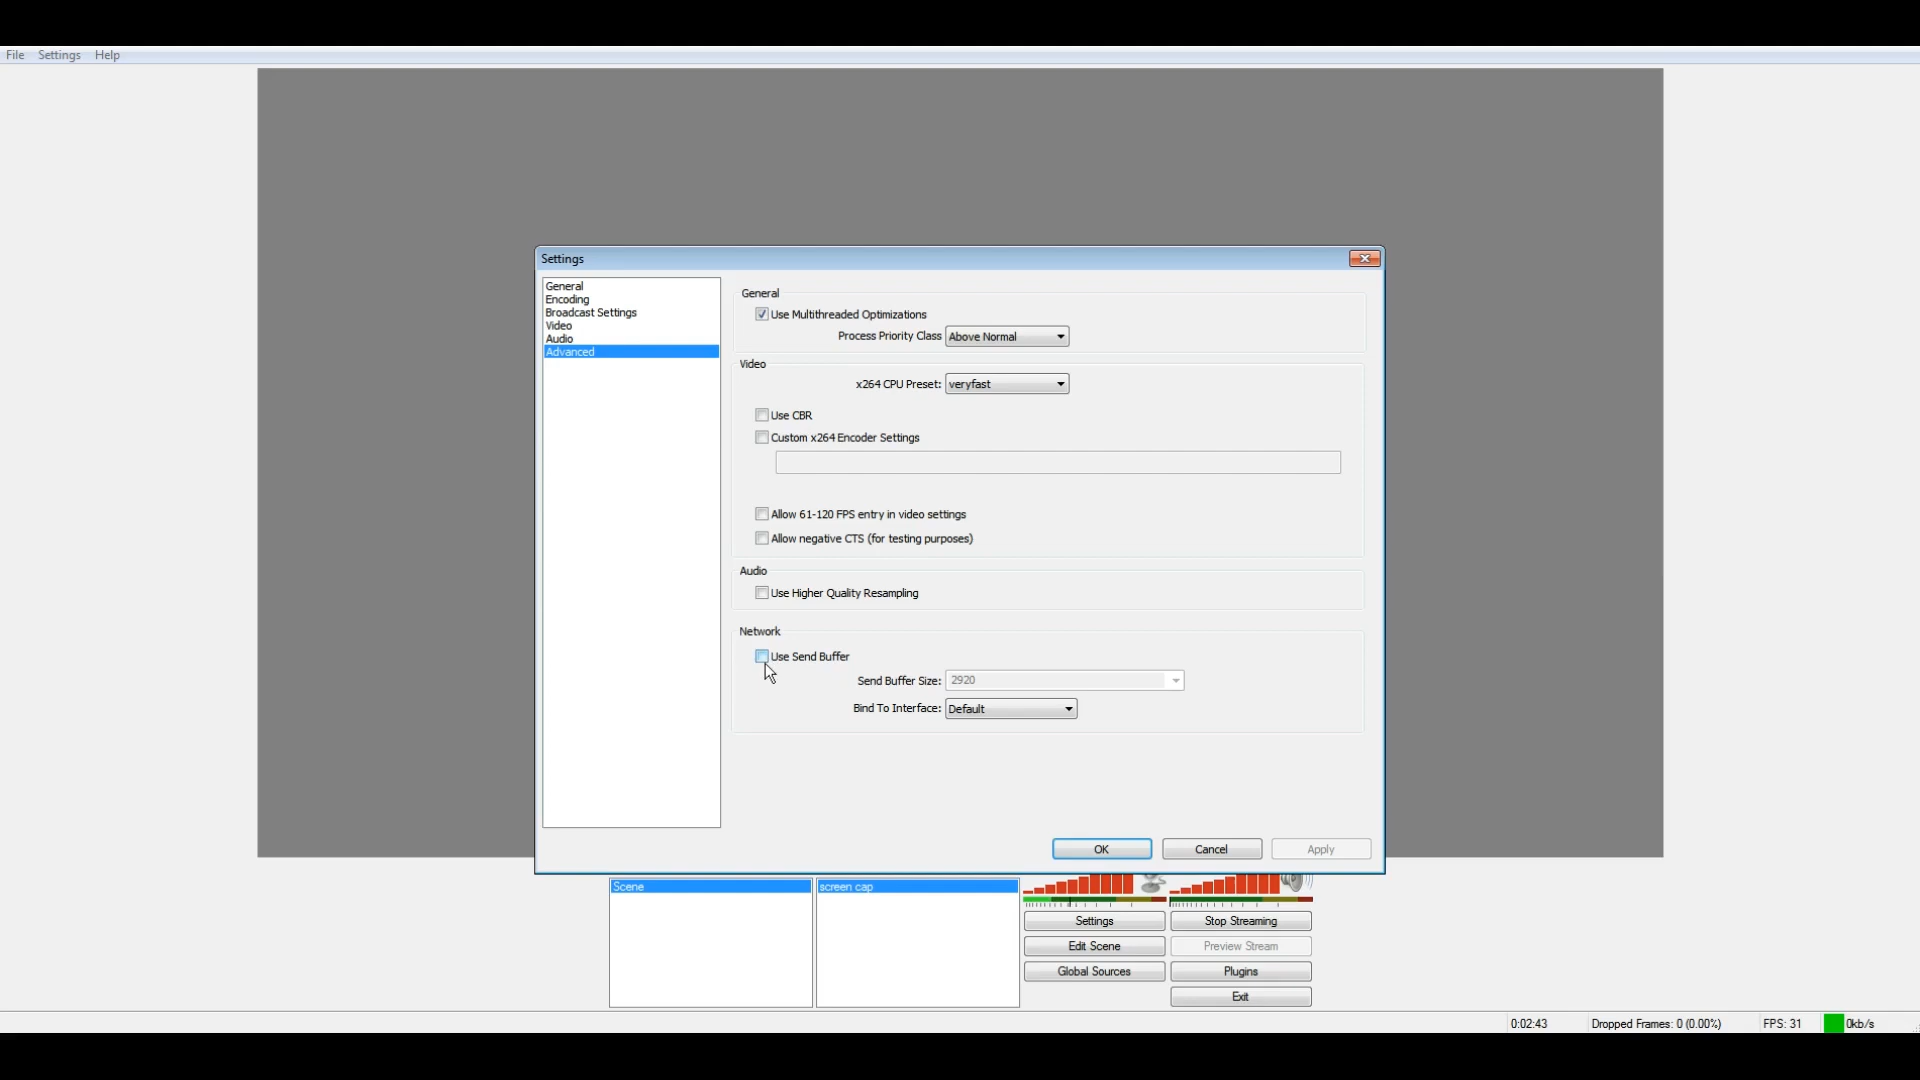 File Settings Help
Settings
General
Encoding
Broadcast Settings
Video
Audio
Advanced
General
Use Multithreaded Optimizations
Process Priority Class Above Normal
Video
x264 CPU Preset: veryfast
Use CBR
Custom x264 Encoder Settings
Allow 61-120 FPS entry in video settings
Allow negative CTS (for testing purposes)
Audio
Use Higher Quality Resampling
Network
Use Send Buffer
Send Buffer Size: 2920
Bind To Interface: Default
OK Cancel Apply
Scene
screen cap
Settings Stop Streaming
Edit Scene Preview Stream
Global Sources Plugins
Exit
0:02:43 Dropped Frames: 0 (0.00%) FPS: 31 0kb/s